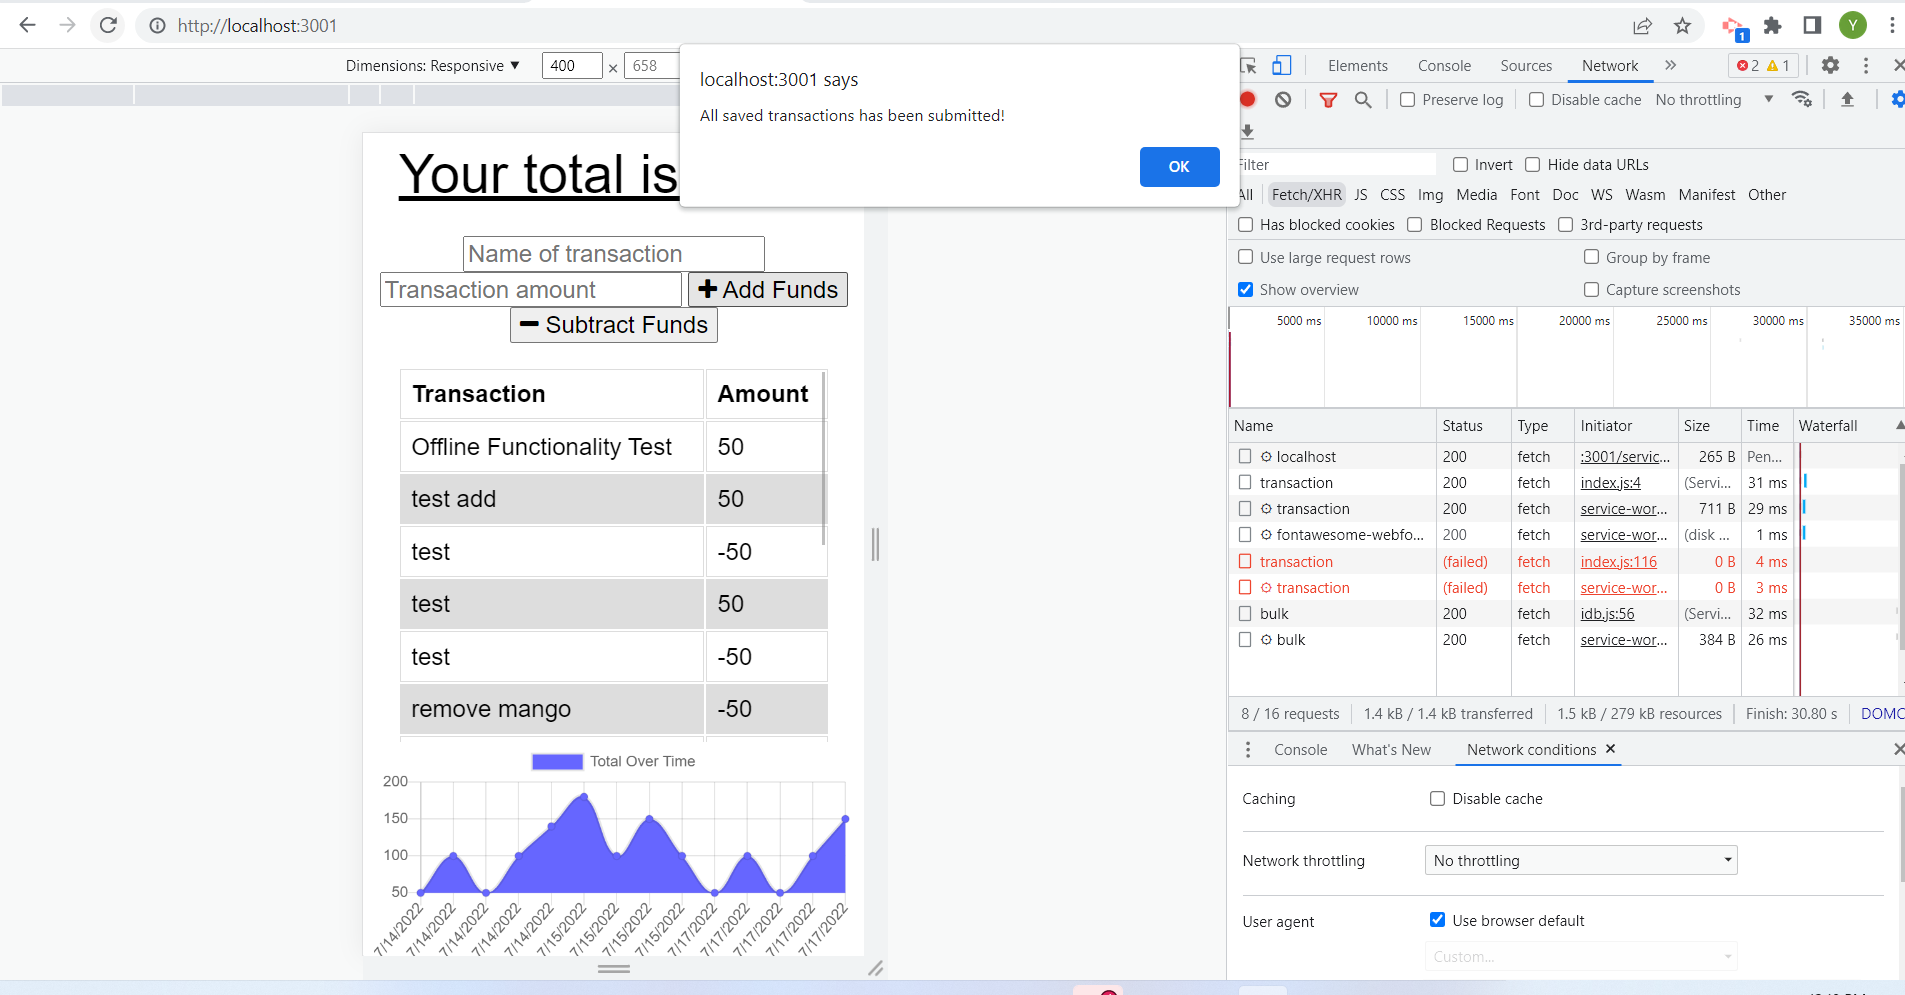 http://localhost:3001
Y
1
Dimensions: Responsive ▼ 400 × 658
localhost:3001 says
All saved transactions has been submitted!
OK
Elements Console Sources Network » 2 1
Preserve log Disable cache No throttling ▼
Filter Invert Hide data URLs
All Fetch/XHR JS CSS Img Media Font Doc WS Wasm Manifest Other
Has blocked cookies Blocked Requests 3rd-party requests
Use large request rows Group by frame
Show overview Capture screenshots
5000 ms 10000 ms 15000 ms 20000 ms 25000 ms 30000 ms 35000 ms
Name Status Type Initiator Size Time Waterfall
localhost 200 fetch :3001/servic... 265 B Pen...
transaction 200 fetch index.js:4 (Servi... 31 ms
transaction 200 fetch service-wor... 711 B 29 ms
fontawesome-webfo... 200 fetch service-wor... (disk ... 1 ms
transaction (failed) fetch index.js:116 0 B 4 ms
transaction (failed) fetch service-wor... 0 B 3 ms
bulk 200 fetch idb.js:56 (Servi... 32 ms
bulk 200 fetch service-wor... 384 B 26 ms
8 / 16 requests 1.4 kB / 1.4 kB transferred 1.5 kB / 279 kB resources Finish: 30.80 s DOMC
Console What's New Network conditions ×
Caching Disable cache
Network throttling No throttling
User agent Use browser default
Custom...
Your total is
Name of transaction
Transaction amount + Add Funds
− Subtract Funds
Transaction Amount
Offline Functionality Test 50
test add 50
test -50
test 50
test -50
remove mango -50
Total Over Time
200
150
100
50
7/14/2022 7/14/2022 7/14/2022 7/14/2022 7/14/2022 7/15/2022 7/15/2022 7/15/2022 7/15/2022 7/17/2022 7/17/2022 7/17/2022 7/17/2022 7/17/2022